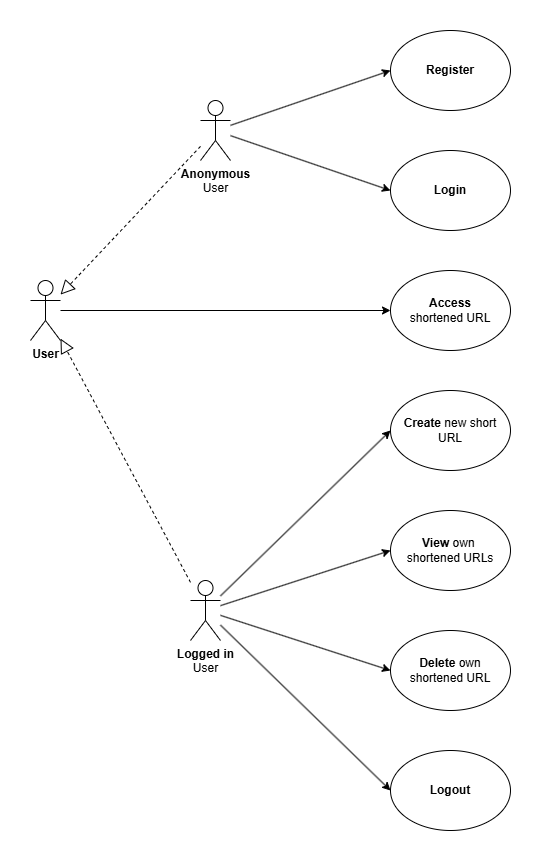 Register
Anonymous
User
Login
Access
shortened URL
User
Create new short
URL
View own
shortened URLs
Logged in
User
Delete own
shortened URL
Logout